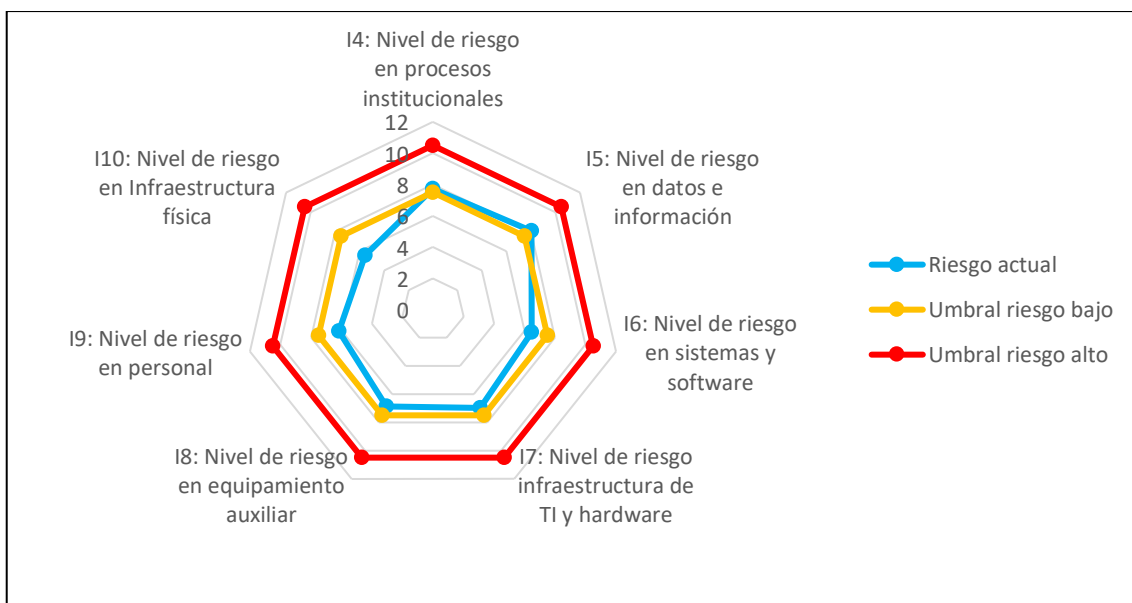 I4: Nivel de riesgo
en procesos
institucionales
12
10
8
6
4
2
0
I5: Nivel de riesgo
en datos e
información
I6: Nivel de riesgo
en sistemas y
software
I7: Nivel de riesgo
infraestructura de
TI y hardware
I8: Nivel de riesgo
en equipamiento
auxiliar
I9: Nivel de riesgo
en personal
I10: Nivel de riesgo
en Infraestructura
física
Riesgo actual
Umbral riesgo bajo
Umbral riesgo alto